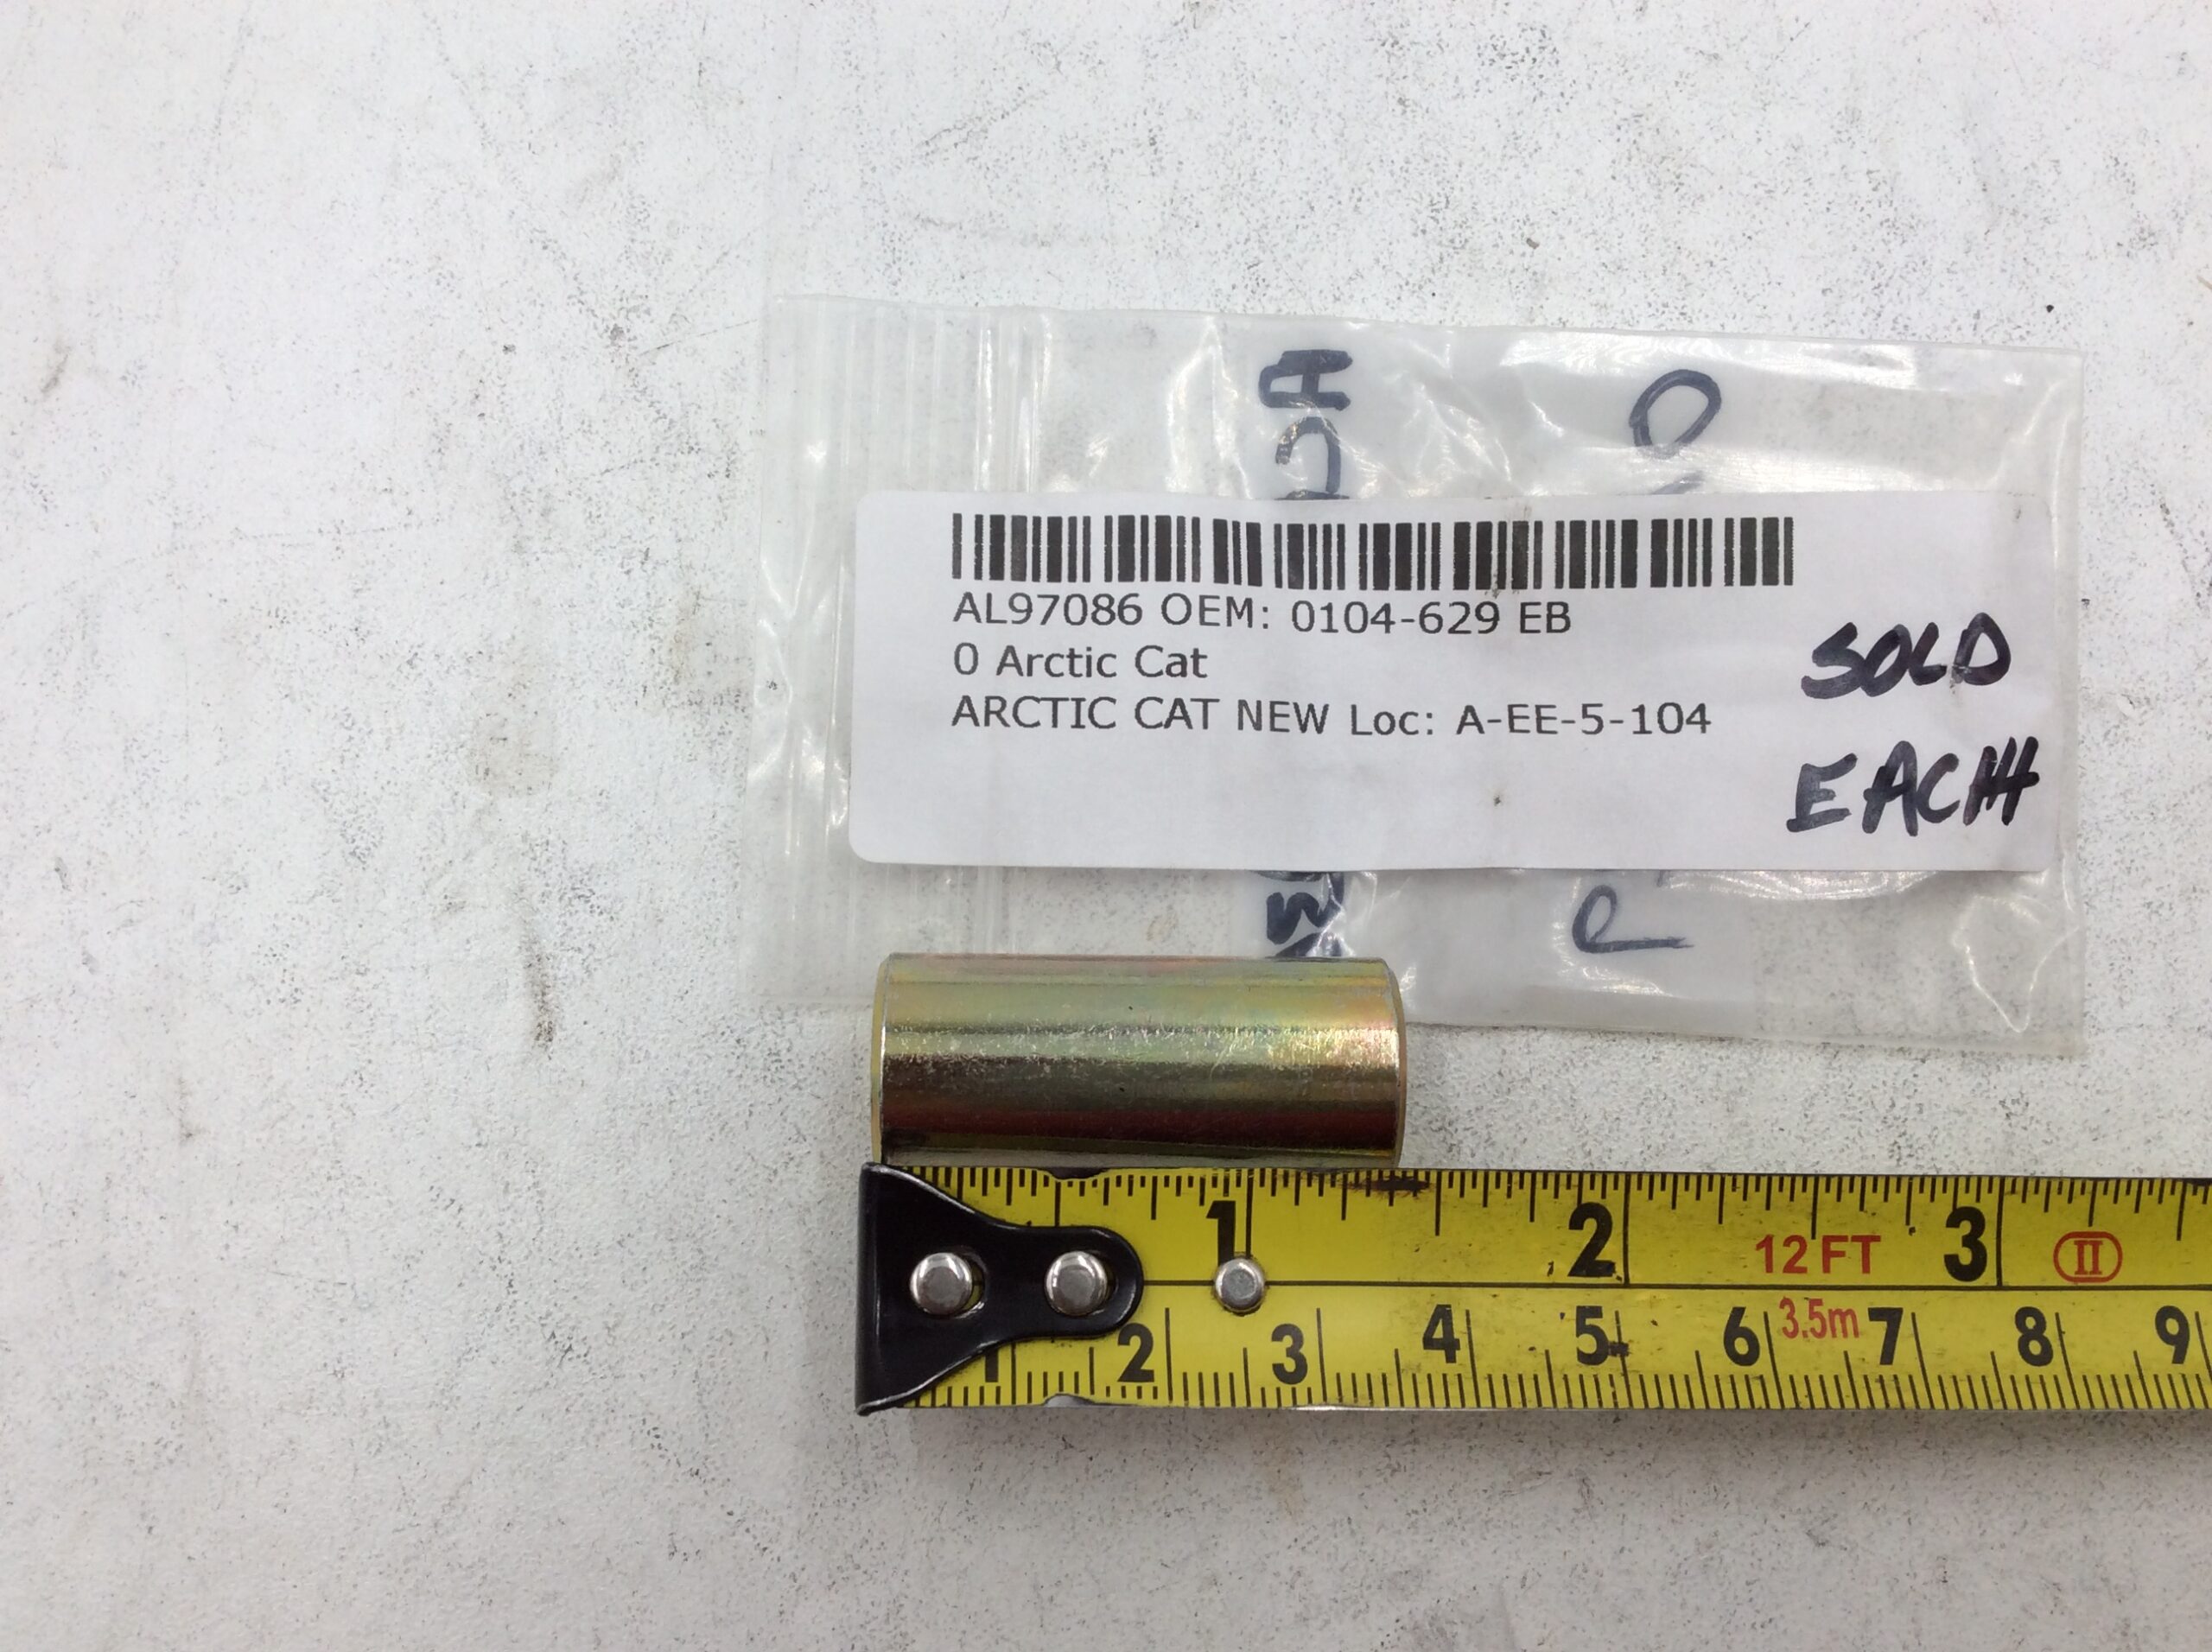 AL97086 OEM: 0104-629 EB
0 Arctic Cat
ARCTIC CAT NEW Loc: A-EE-5-104
SOLD
EACH
1 2 12 FT 3 II
1 2 3 4 5 6 3.5m 7 8 9